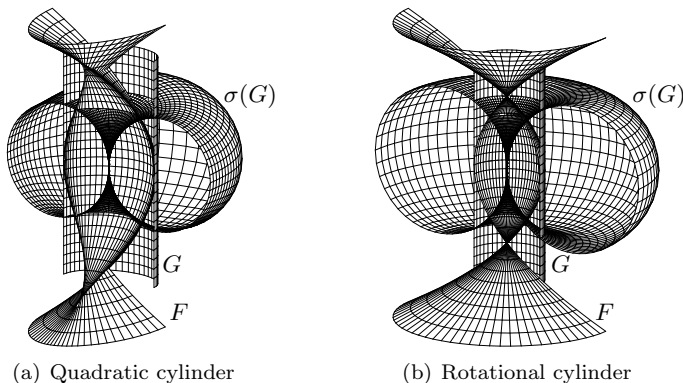 σ(G)
G
F
(a) Quadratic cylinder
σ(G)
G
F
(b) Rotational cylinder